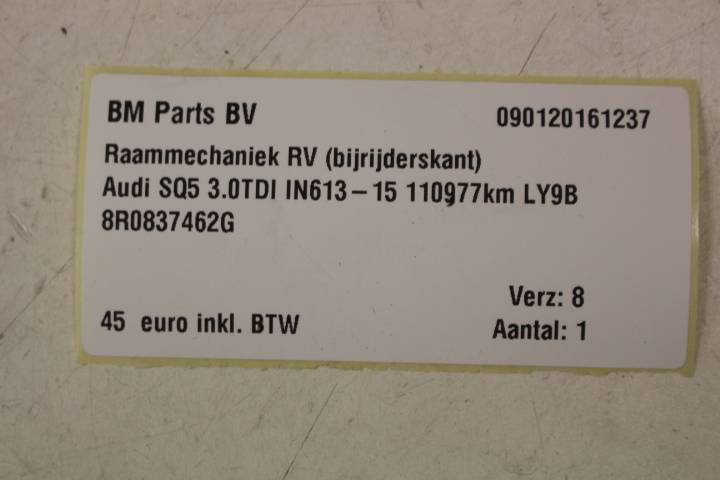 BM Parts BV 090120161237
Raammechaniek RV (bijrijderskant)
Audi SQ5 3.0TDI IN613-15 110977km LY9B
8R0837462G
Verz: 8
45 euro inkl. BTW Aantal: 1